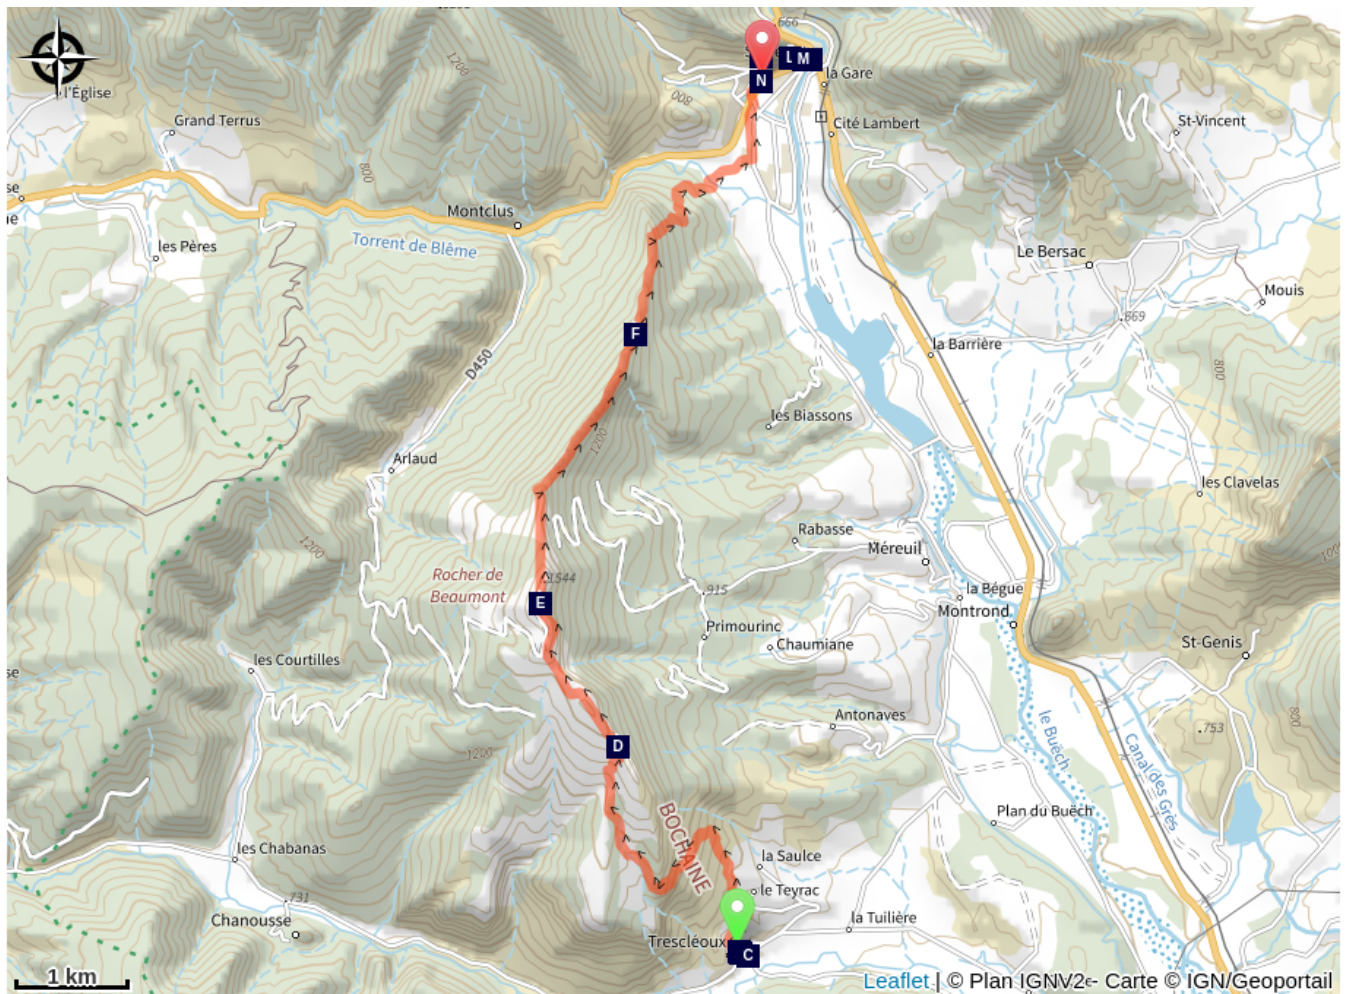 666
L M
N
la Gare
l'Église
1200
800
Grand Terrus
Cité Lambert
St-Vincent
800
Montclus
les Pères
Torrent de Blême
Le Bersac
Mouis
669
F
la Barrière
D450
800
les Biassons
1200
Arlaud
les Clavelas
Rabasse
Méreuil
1200
Rocher de
Beaumont
1544
E
915
la Bégue
Montrond
Primourinc
Chaumiane
St-Genis
les Courtilles
Antonaves
le Buëch
Canal des Grés
753
800
D
1200
BOCHAINE
Plan du Buëch
les Chabanas
la Saulce
le Teyrac
731
Chanousse
la Tuilière
Trescléoux
C
1 km
Leaflet | © Plan IGNV2 - Carte © IGN/Geoportail